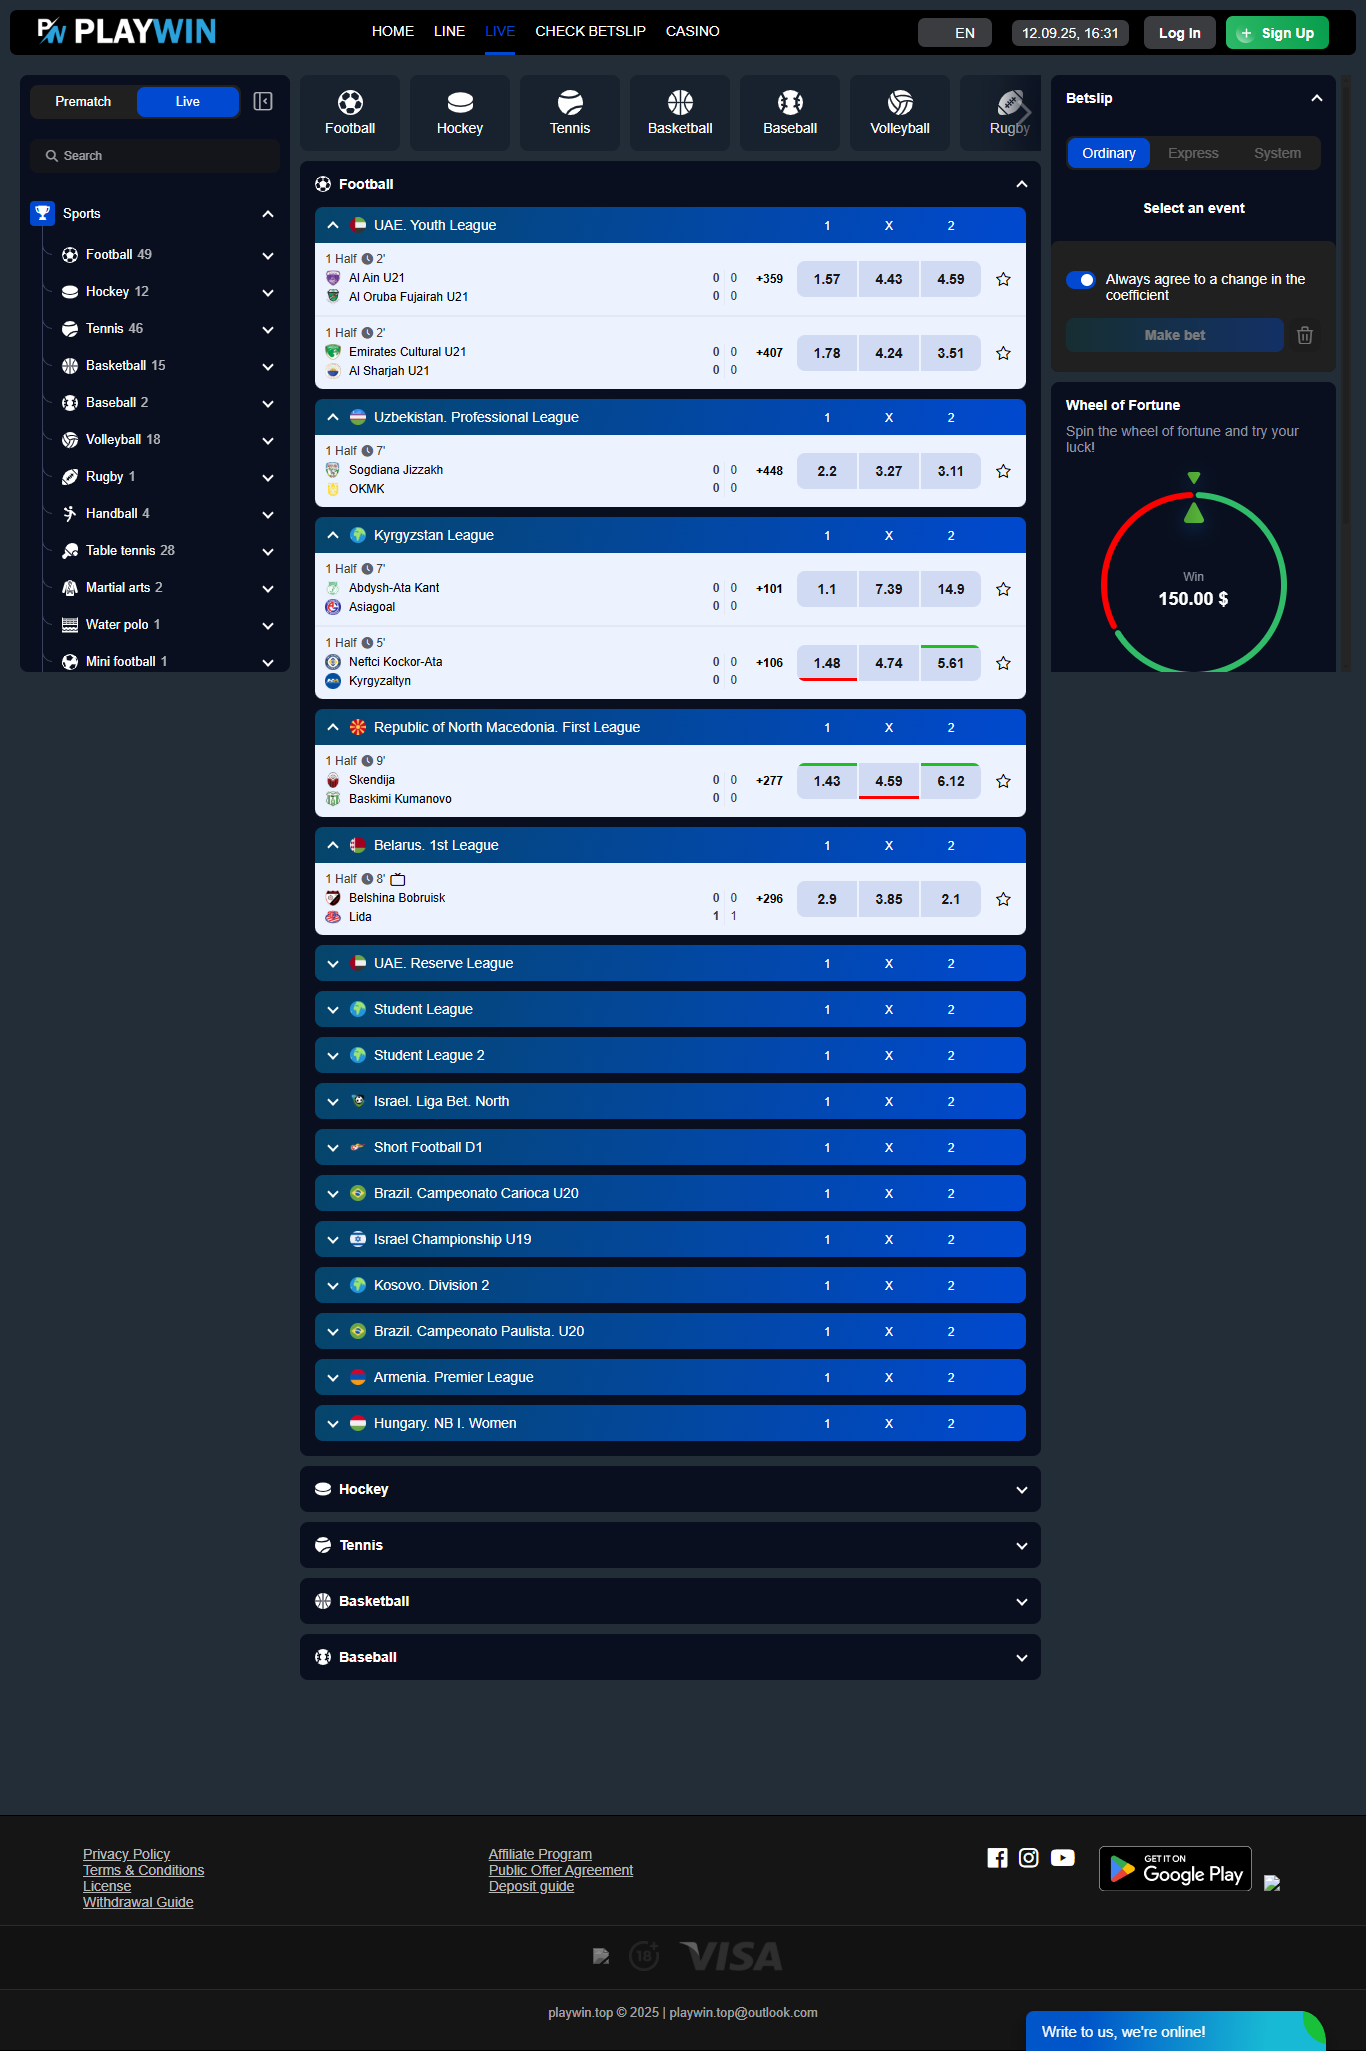 PLAYWIN
HOME LINE LIVE CHECK BETSLIP CASINO
EN
12.09.25, 16:31
Log In
Sign Up
Prematch Live
Search
Sports
Football 49
Hockey 12
Tennis 46
Basketball 15
Baseball 2
Volleyball 18
Rugby 1
Handball 4
Table tennis 28
Martial arts 2
Water polo 1
Mini football 1
Football Hockey Tennis Basketball Baseball Volleyball Rugby
Football
UAE. Youth League 1 X 2
1 Half 2'
Al Ain U21 0 0
Al Oruba Fujairah U21 0 0
+359 1.57 4.43 4.59
1 Half 2'
Emirates Cultural U21 0 0
Al Sharjah U21 0 0
+407 1.78 4.24 3.51
Uzbekistan. Professional League 1 X 2
1 Half 7'
Sogdiana Jizzakh 0 0
OKMK 0 0
+448 2.2 3.27 3.11
Kyrgyzstan League 1 X 2
1 Half 7'
Abdysh-Ata Kant 0 0
Asiagoal 0 0
+101 1.1 7.39 14.9
1 Half 5'
Neftci Kockor-Ata 0 0
Kyrgyzaltyn 0 0
+106 1.48 4.74 5.61
Republic of North Macedonia. First League 1 X 2
1 Half 9'
Skendija 0 0
Baskimi Kumanovo 0 0
+277 1.43 4.59 6.12
Belarus. 1st League 1 X 2
1 Half 8'
Belshina Bobruisk 0 0
Lida 1 1
+296 2.9 3.85 2.1
UAE. Reserve League 1 X 2
Student League 1 X 2
Student League 2 1 X 2
Israel. Liga Bet. North 1 X 2
Short Football D1 1 X 2
Brazil. Campeonato Carioca U20 1 X 2
Israel Championship U19 1 X 2
Kosovo. Division 2 1 X 2
Brazil. Campeonato Paulista. U20 1 X 2
Armenia. Premier League 1 X 2
Hungary. NB I. Women 1 X 2
Hockey
Tennis
Basketball
Baseball
Betslip
Ordinary Express System
Select an event
Always agree to a change in the
coefficient
Make bet
Wheel of Fortune
Spin the wheel of fortune and try your
luck!
Win
150.00 $
Privacy Policy
Terms & Conditions
License
Withdrawal Guide
Affiliate Program
Public Offer Agreement
Deposit guide
GET IT ON
Google Play
18+
VISA
playwin.top © 2025 | playwin.top@outlook.com
Write to us, we're online!